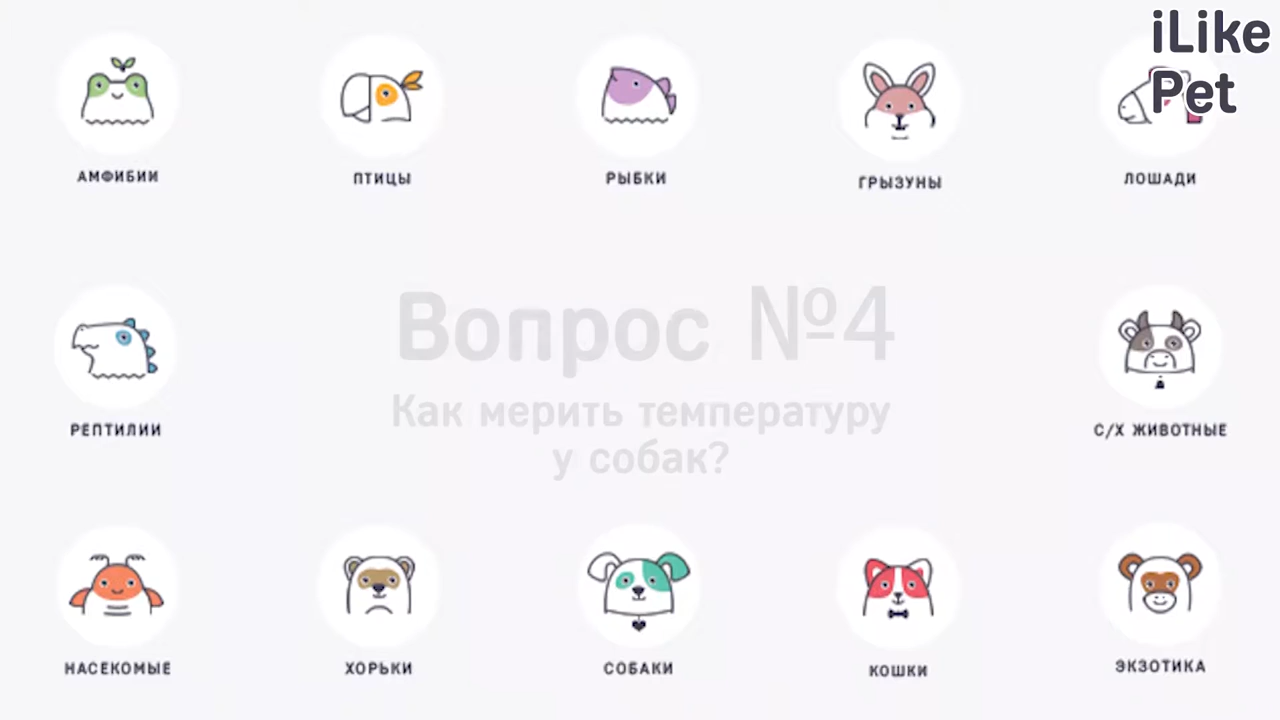 iLike
Pet
АМФИБИИ
ПТИЦЫ
РЫБКИ
ГРЫЗУНЫ
ЛОШАДИ
Вопрос №4
Как мерить температуру
у собак?
РЕПТИЛИИ
С/Х ЖИВОТНЫЕ
НАСЕКОМЫЕ
ХОРЬКИ
СОБАКИ
КОШКИ
ЭКЗОТИКА